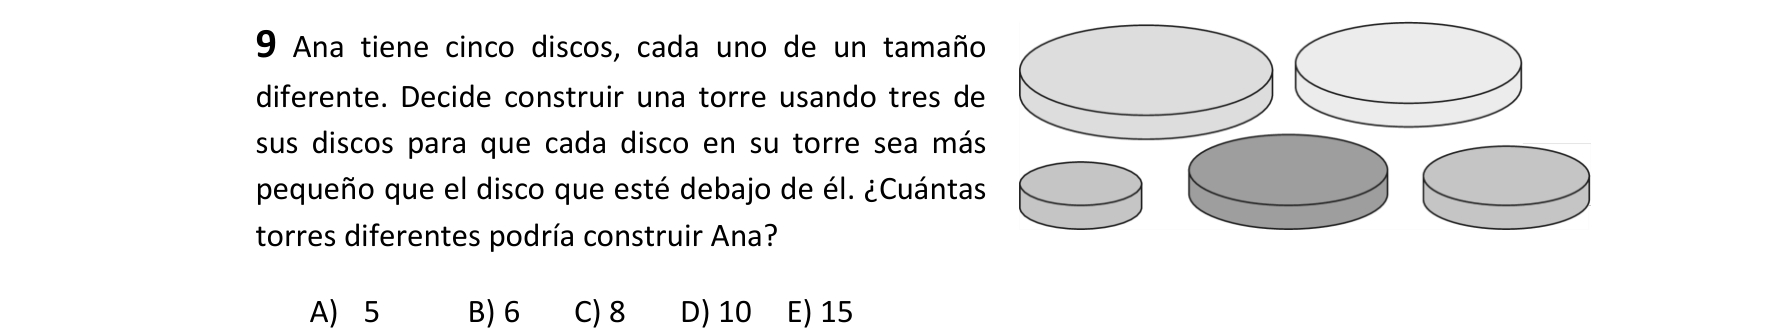 9 Ana tiene cinco discos, cada uno de un tamaño
diferente. Decide construir una torre usando tres de
sus discos para que cada disco en su torre sea más
pequeño que el disco que esté debajo de él. ¿Cuántas
torres diferentes podría construir Ana?
A) 5 B) 6 C) 8 D) 10 E) 15